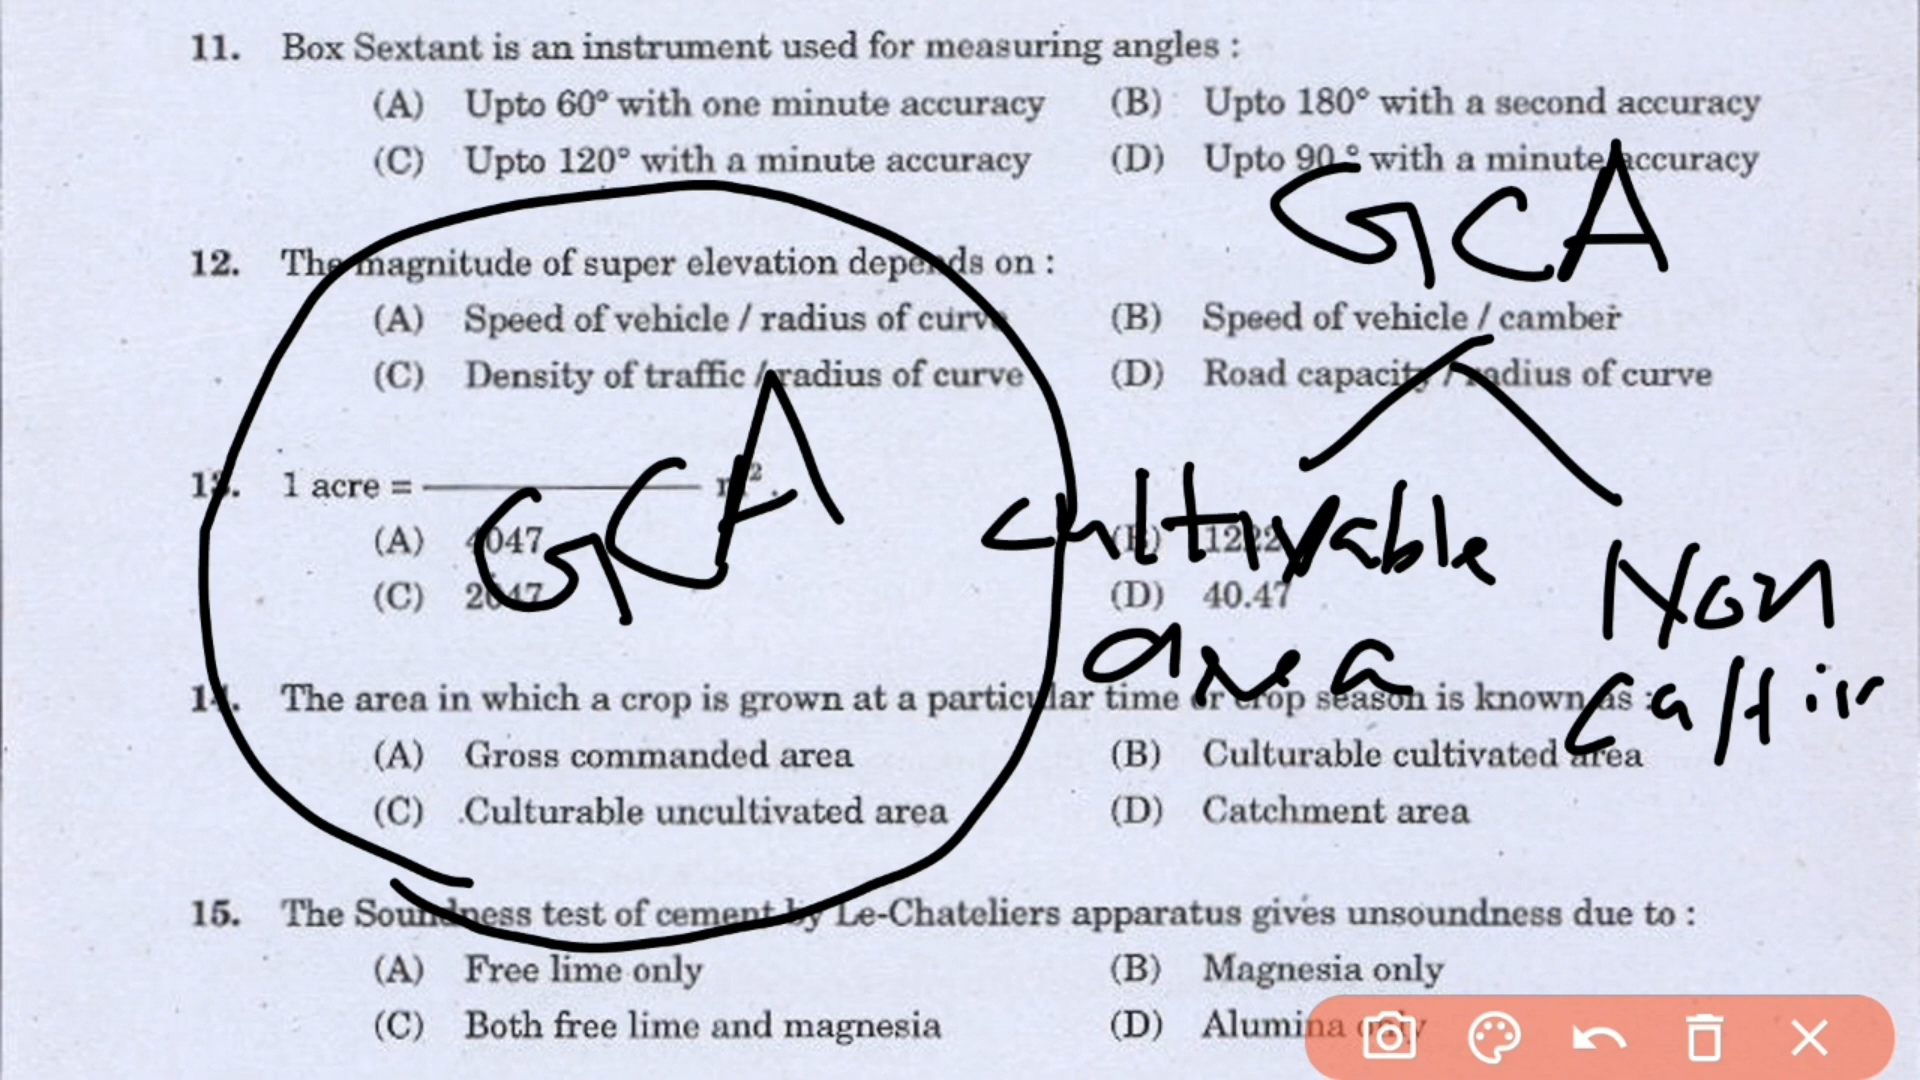 11. Box Sextant is an instrument used for measuring angles :
(A) Upto 60° with one minute accuracy (B) Upto 180° with a second accuracy
(C) Upto 120° with a minute accuracy (D) Upto 90° with a minute accuracy
GCA
12. The magnitude of super elevation depends on :
(A) Speed of vehicle / radius of curve (B) Speed of vehicle / camber
(C) Density of traffic / radius of curve (D) Road capacity / radius of curve
13. 1 acre = m².
GCA
cultivable
(A) 4047 (B) 1222
(C) 2047 (D) 40.47
Non
area
14. The area in which a crop is grown at a particular time or crop season is known as :
(A) Gross commanded area (B) Culturable cultivated area
(C) Culturable uncultivated area (D) Catchment area
15. The Soundness test of cement by Le-Chateliers apparatus gives unsoundness due to :
(A) Free lime only (B) Magnesia only
(C) Both free lime and magnesia (D) Alumina only